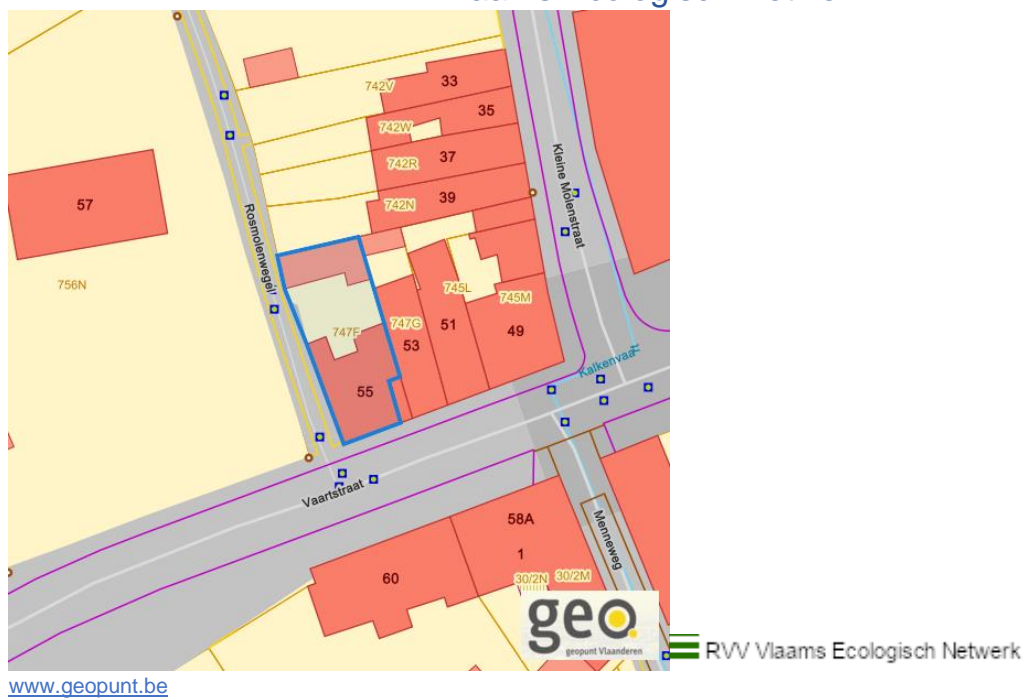 742V
33
35
742W
742R
37
742N
39
Kleine Molenstraat
57
Rosmolenwegel
756N
745L
745M
747F
747G
51
49
53
55
Kalkenvaart
Vaartstraat
58A
Menneweg
1
60
30/2N
30/2M
geo
geopunt Vlaanderen
RVV Vlaams Ecologisch Netwerk
www.geopunt.be